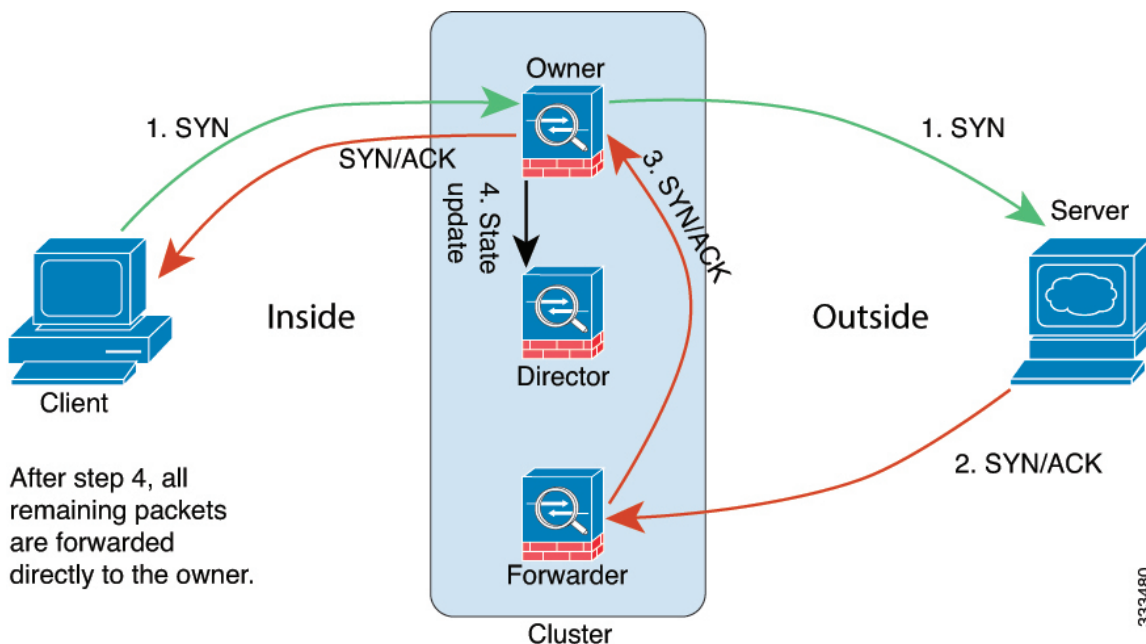 Owner
1. SYN
SYN/ACK
1. SYN
3. SYN/ACK
4. State
update
Server
Inside
Outside
Director
Client
2. SYN/ACK
After step 4, all
remaining packets
are forwarded
directly to the owner.
Forwarder
Cluster
333480